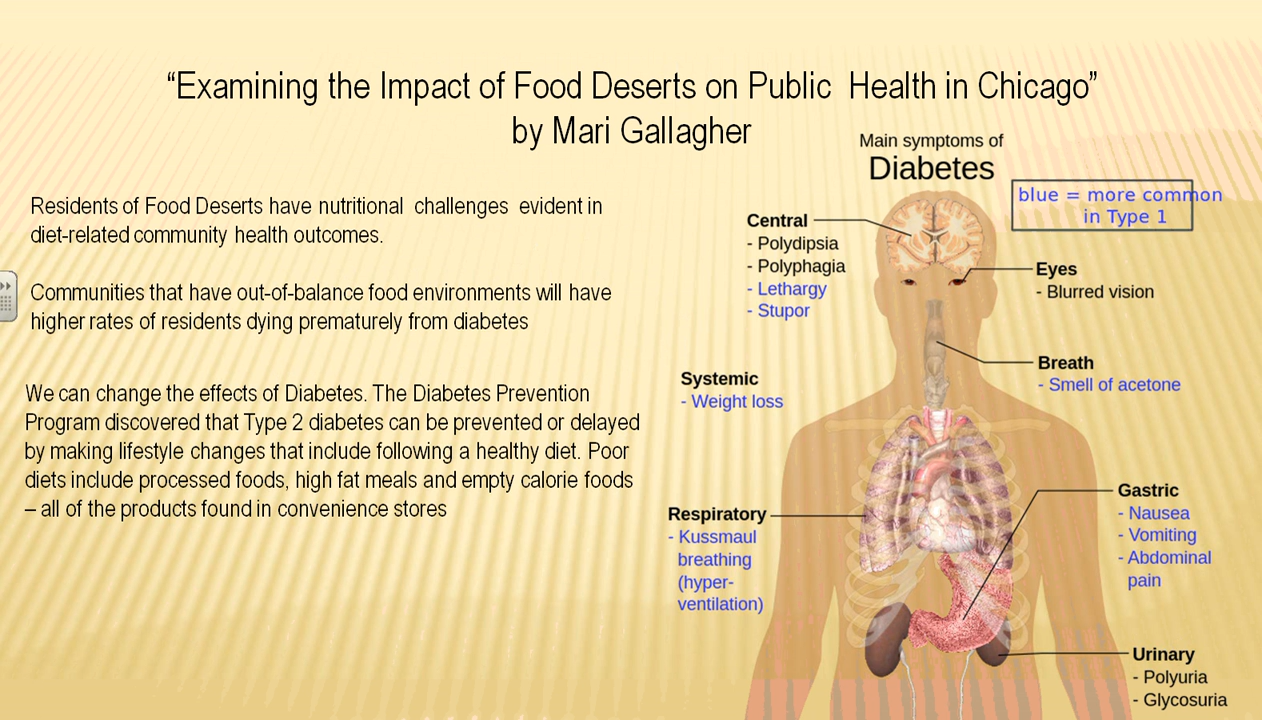 “Examining the Impact of Food Deserts on Public Health in Chicago”
by Mari Gallagher
Residents of Food Deserts have nutritional challenges evident in
diet-related community health outcomes.
Communities that have out-of-balance food environments will have
higher rates of residents dying prematurely from diabetes
We can change the effects of Diabetes. The Diabetes Prevention
Program discovered that Type 2 diabetes can be prevented or delayed
by making lifestyle changes that include following a healthy diet. Poor
diets include processed foods, high fat meals and empty calorie foods
– all of the products found in convenience stores
Main symptoms of
Diabetes
blue = more common
in Type 1
Central
- Polydipsia
- Polyphagia
- Lethargy
- Stupor
Eyes
- Blurred vision
Breath
- Smell of acetone
Systemic
- Weight loss
Respiratory
- Kussmaul
breathing
(hyper-
ventilation)
Gastric
- Nausea
- Vomiting
- Abdominal
pain
Urinary
- Polyuria
- Glycosuria